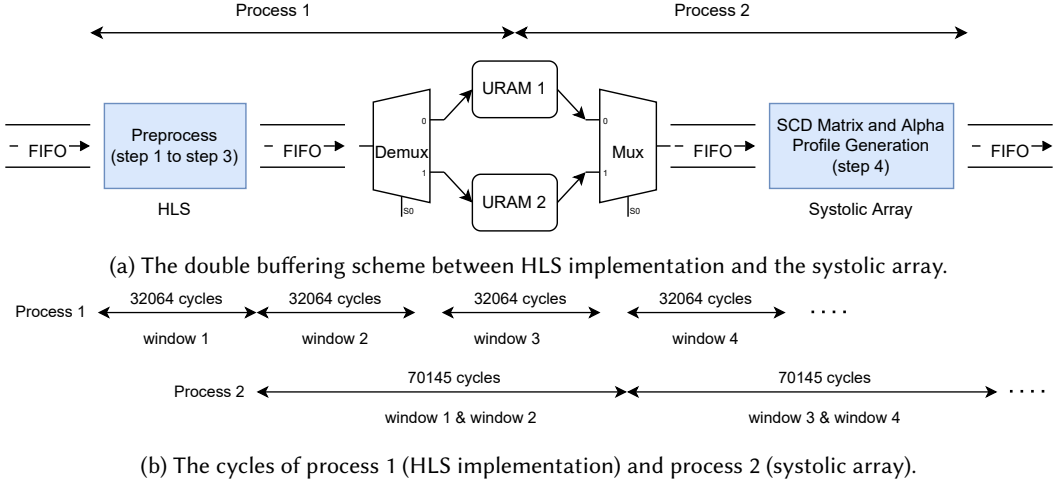 Process 1
Process 2
FIFO
Preprocess
(step 1 to step 3)
HLS
FIFO
Demux
0
1
S0
URAM 1
URAM 2
0
1
Mux
S0
FIFO
SCD Matrix and Alpha
Profile Generation
(step 4)
Systolic Array
FIFO
(a) The double buffering scheme between HLS implementation and the systolic array.
Process 1
32064 cycles
32064 cycles
32064 cycles
32064 cycles
window 1
window 2
window 3
window 4
. . . .
Process 2
70145 cycles
70145 cycles
window 1 & window 2
window 3 & window 4
. . . .
(b) The cycles of process 1 (HLS implementation) and process 2 (systolic array).